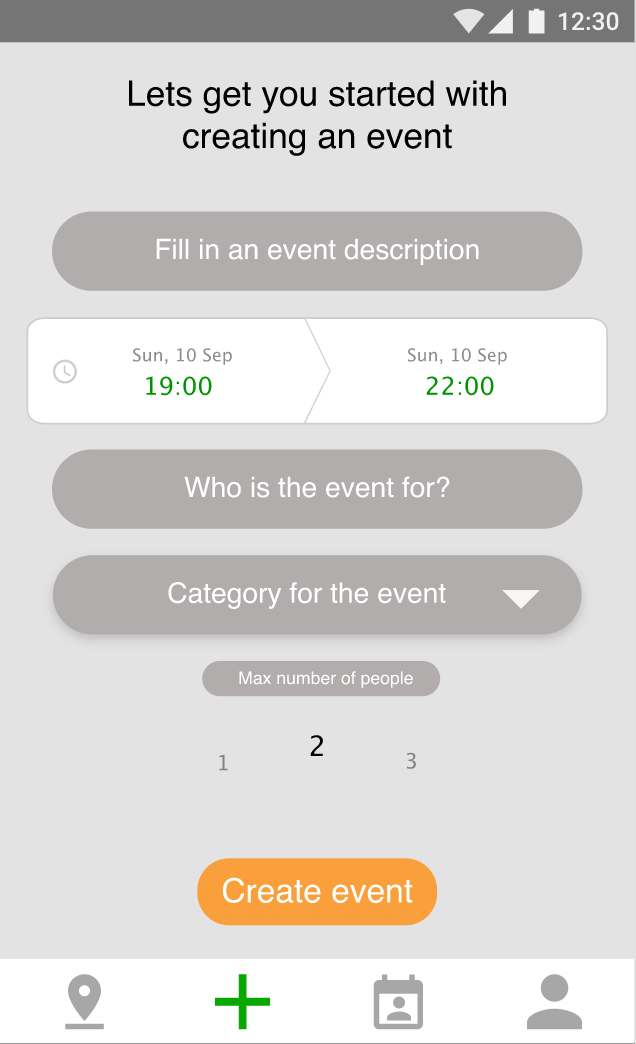 12:30
Lets get you started with
creating an event
Fill in an event description
Sun, 10 Sep
19:00
Sun, 10 Sep
22:00
Who is the event for?
Category for the event
Max number of people
1
2
3
Create event